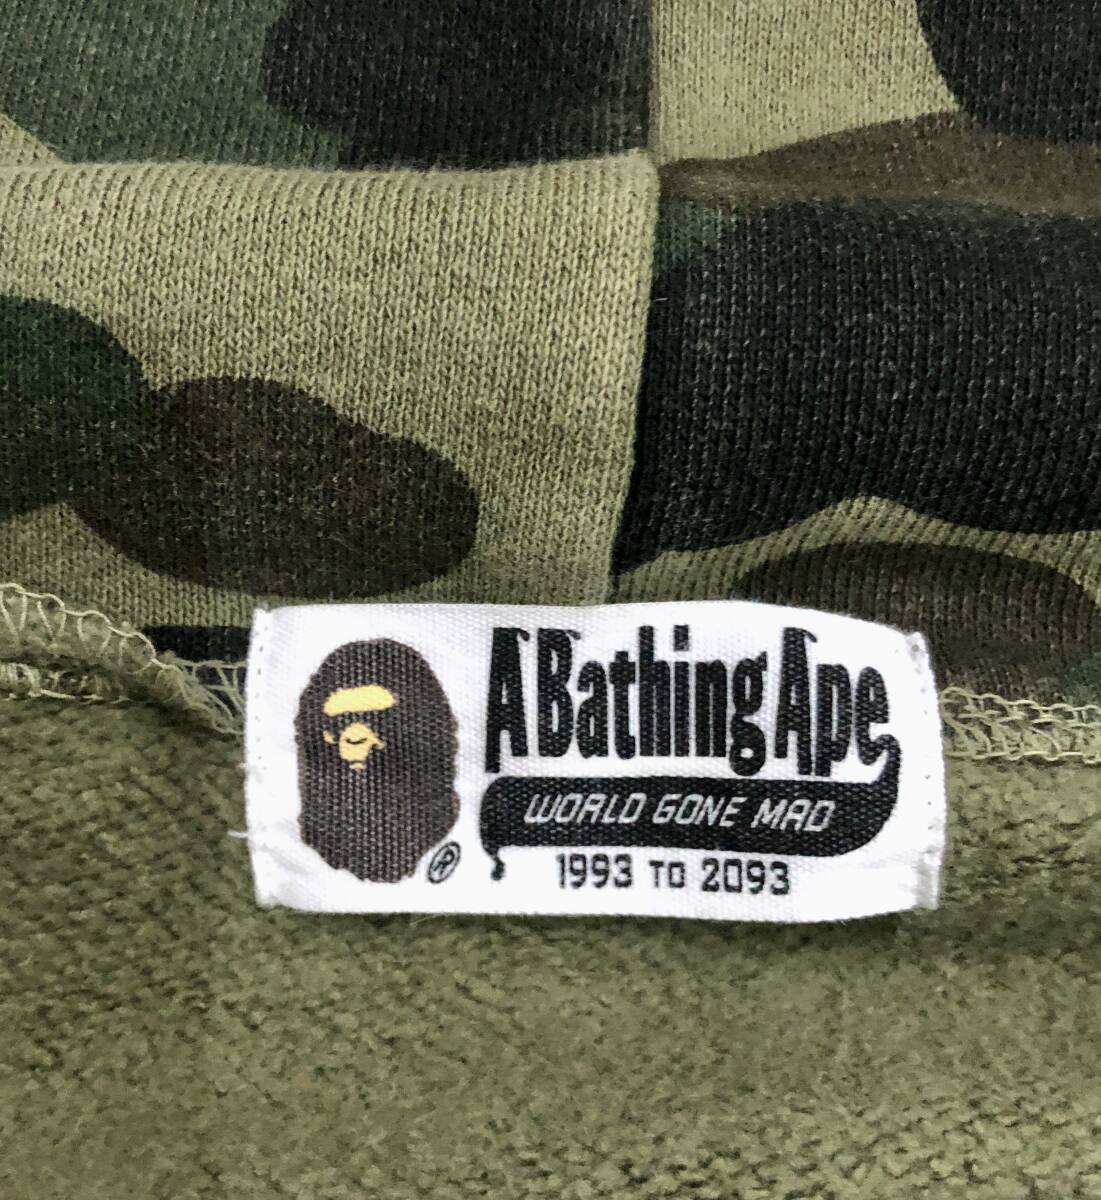 A Bathing Ape
WORLD GONE MAD
®
1993 TO 2093